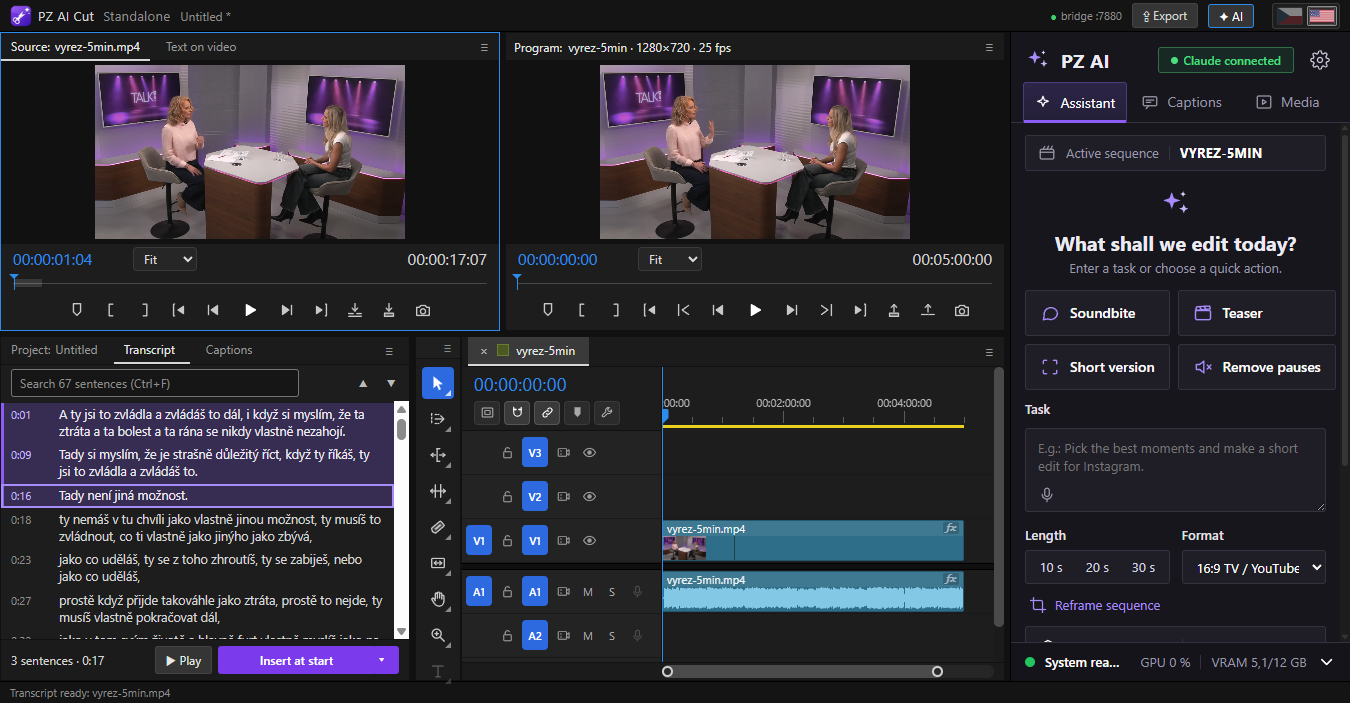 PZ AI Cut Standalone Untitled *
bridge :7880
Export
AI
Source: vyrez-5min.mp4
Text on video
TALK!
00:00:01:04
Fit
00:00:17:07
Program: vyrez-5min · 1280×720 · 25 fps
TALK!
00:00:00:00
Fit
00:05:00:00
Project: Untitled
Transcript
Captions
Search 67 sentences (Ctrl+F)
0:01 A ty jsi to zvládla a zvládáš to dál, i když si myslím, že ta
ztráta a ta bolest a ta rána se nikdy vlastně nezahojí.
0:09 Tady si myslím, že je strašně důležitý říct, když ty říkáš, ty
jsi to zvládla a zvládáš to.
0:16 Tady není jiná možnost.
0:18 ty nemáš v tu chvíli jako vlastně jinou možnost, ty musíš to
zvládnout, co ti vlastně jako jinýho jako zbývá,
0:23 jako co uděláš, ty se z toho zhroutíš, ty se zabiješ, nebo
jako co uděláš,
0:27 prostě když přijde takováhle jako ztráta, prostě to nejde, ty
musíš vlastně pokračovat dál,
3 sentences · 0:17
Play
Insert at start
Transcript ready: vyrez-5min.mp4
× vyrez-5min
00:00:00:00
:00:00
00:02:00:00
00:04:00:00
V3
V2
V1 V1
vyrez-5min.mp4 fx
A1 A1 M S
vyrez-5min.mp4 fx
A2 M S
T
PZ AI
Claude connected
Assistant
Captions
Media
Active sequence VYREZ-5MIN
What shall we edit today?
Enter a task or choose a quick action.
Soundbite
Teaser
Short version
Remove pauses
Task
E.g.: Pick the best moments and make a short
edit for Instagram.
Length
10 s 20 s 30 s
Format
16:9 TV / YouTube
Reframe sequence
System rea... GPU 0 % VRAM 5,1/12 GB